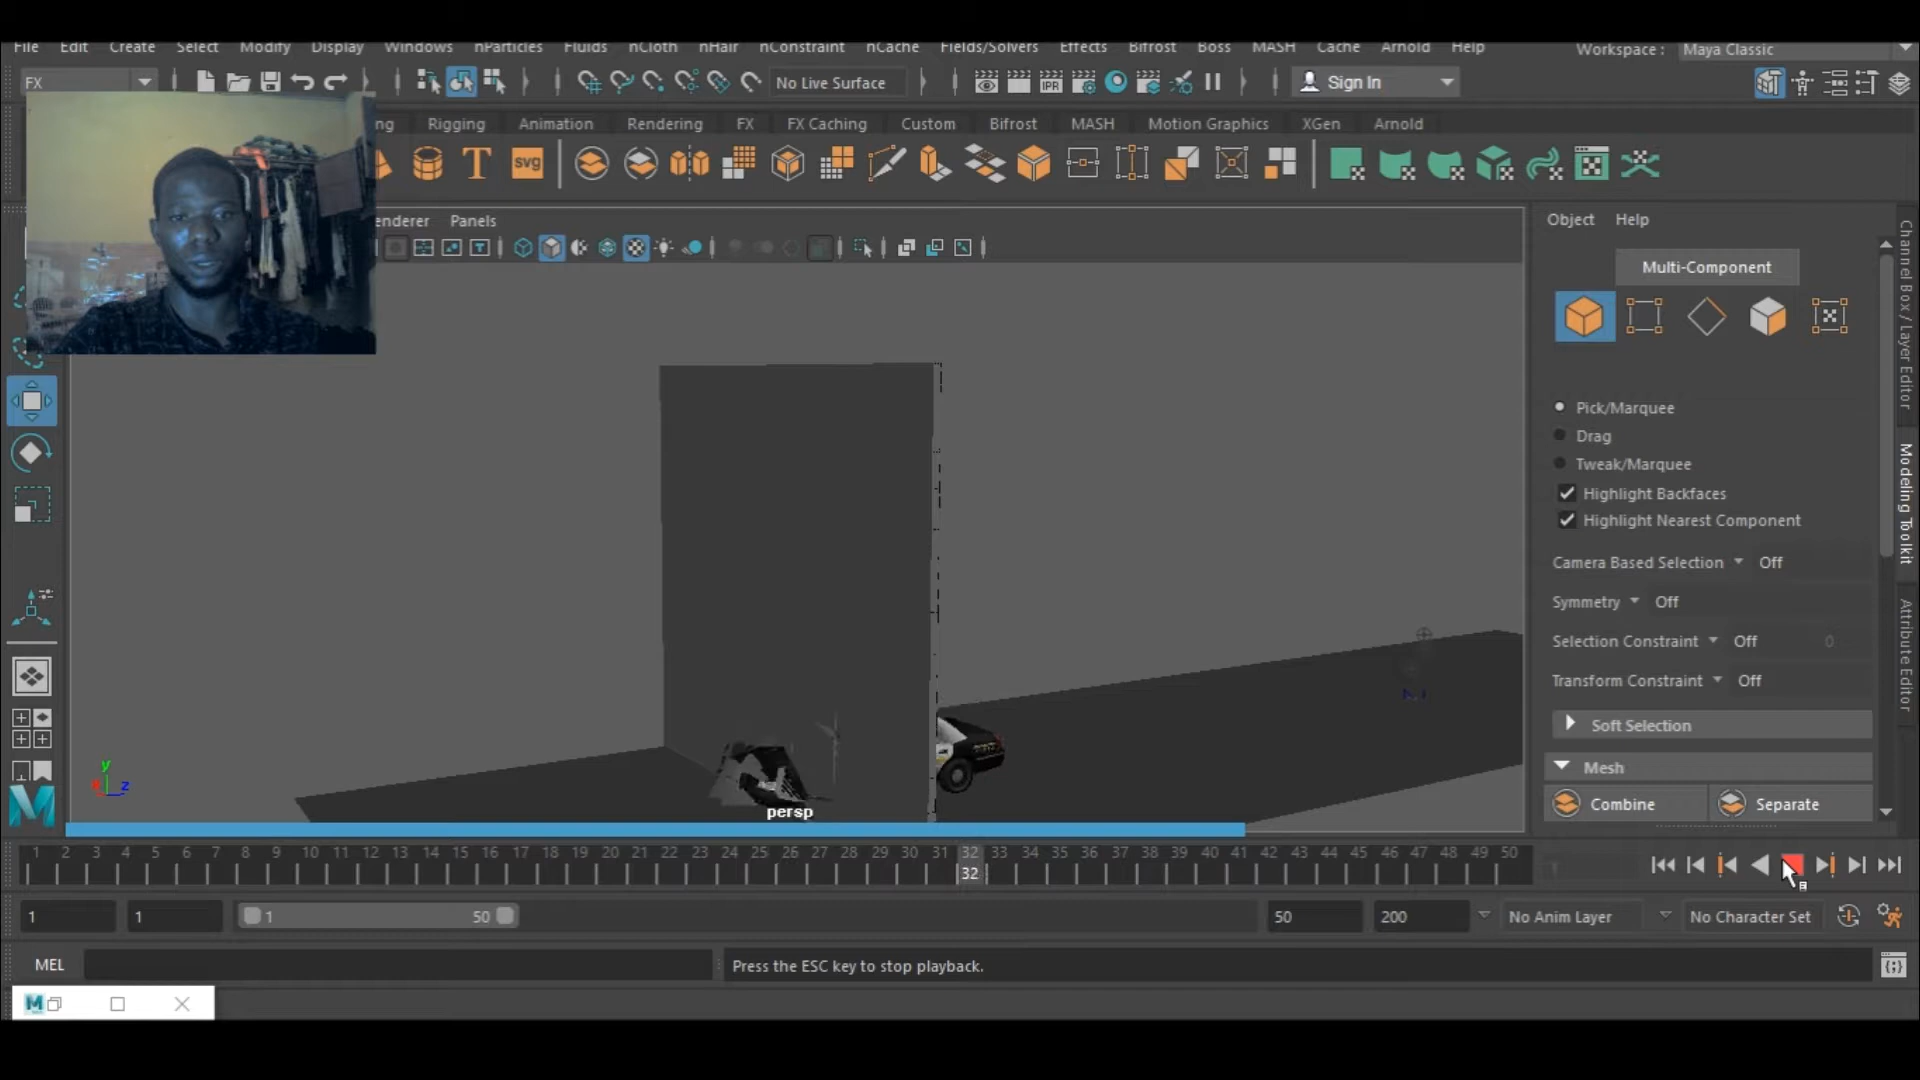 File Edit Create Select Modify Display Windows nParticles Fluids nCloth nHair nConstraint nCache Fields/Solvers Effects Bifrost Boss MASH Cache Arnold Help Workspace : Maya Classic
FX No Live Surface IPR Sign In
ng Rigging Animation Rendering FX FX Caching Custom Bifrost MASH Motion Graphics XGen Arnold
T svg
enderer Panels
Object Help
Multi-Component
Pick/Marquee
Drag
Tweak/Marquee
Highlight Backfaces
Highlight Nearest Component
Camera Based Selection Off
Symmetry Off
Selection Constraint Off 0
Transform Constraint Off
Soft Selection
Mesh
Combine Separate
Channel Box / Layer Editor
Modeling Toolkit
Attribute Editor
y
z
persp
1 2 3 4 5 6 7 8 9 10 11 12 13 14 15 16 17 18 19 20 21 22 23 24 25 26 27 28 29 30 31 32 33 34 35 36 37 38 39 40 41 42 43 44 45 46 47 48 49 50
32
1 1 1 50 50 200 No Anim Layer No Character Set
MEL Press the ESC key to stop playback.
M